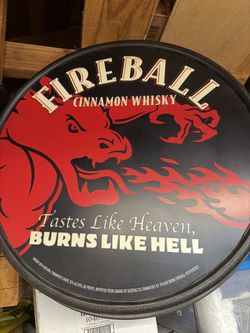 FIREBALL
CINNAMON WHISKY
Tastes Like Heaven,
BURNS LIKE HELL